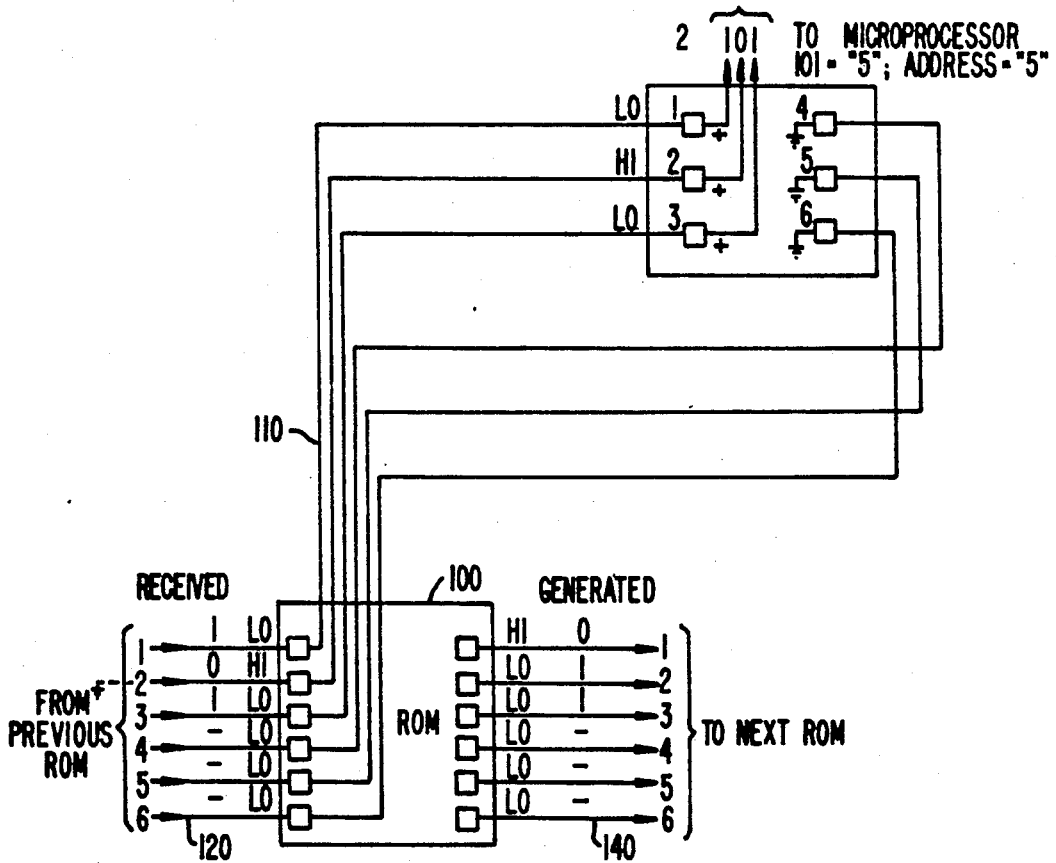 2 101 TO MICROPROCESSOR
101 = "5"; ADDRESS = "5"
LO 1 + 4
HI 2 + 5
LO 3 + 6
110
RECEIVED 100 GENERATED
1 1 LO HI 0 1
+ 2 0 HI LO 1 2
3 1 LO LO 1 3
4 - LO LO - 4
5 - LO LO - 5
6 - LO LO - 6
FROM
PREVIOUS
ROM
ROM
TO NEXT ROM
120 140